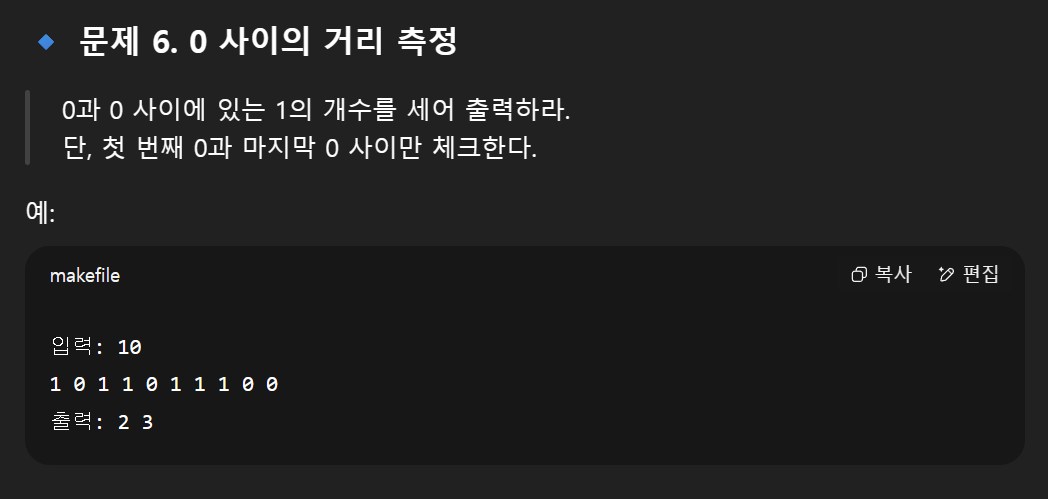 문제 6. 0 사이의 거리 측정
0과 0 사이에 있는 1의 개수를 세어 출력하라.
단, 첫 번째 0과 마지막 0 사이만 체크한다.
예:
makefile
복사 편집
입력: 10
1 0 1 1 0 1 1 1 0 0
출력: 2 3